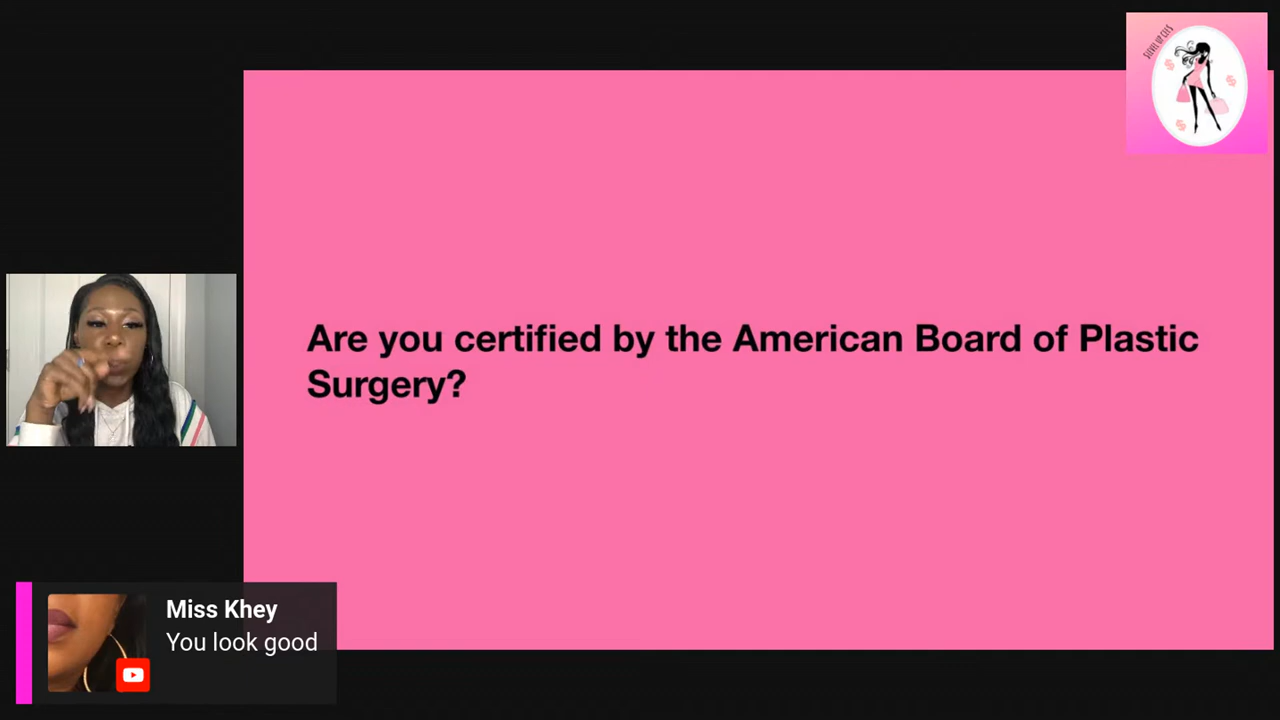 Are you certified by the American Board of Plastic
Surgery?
Miss Khey
You look good